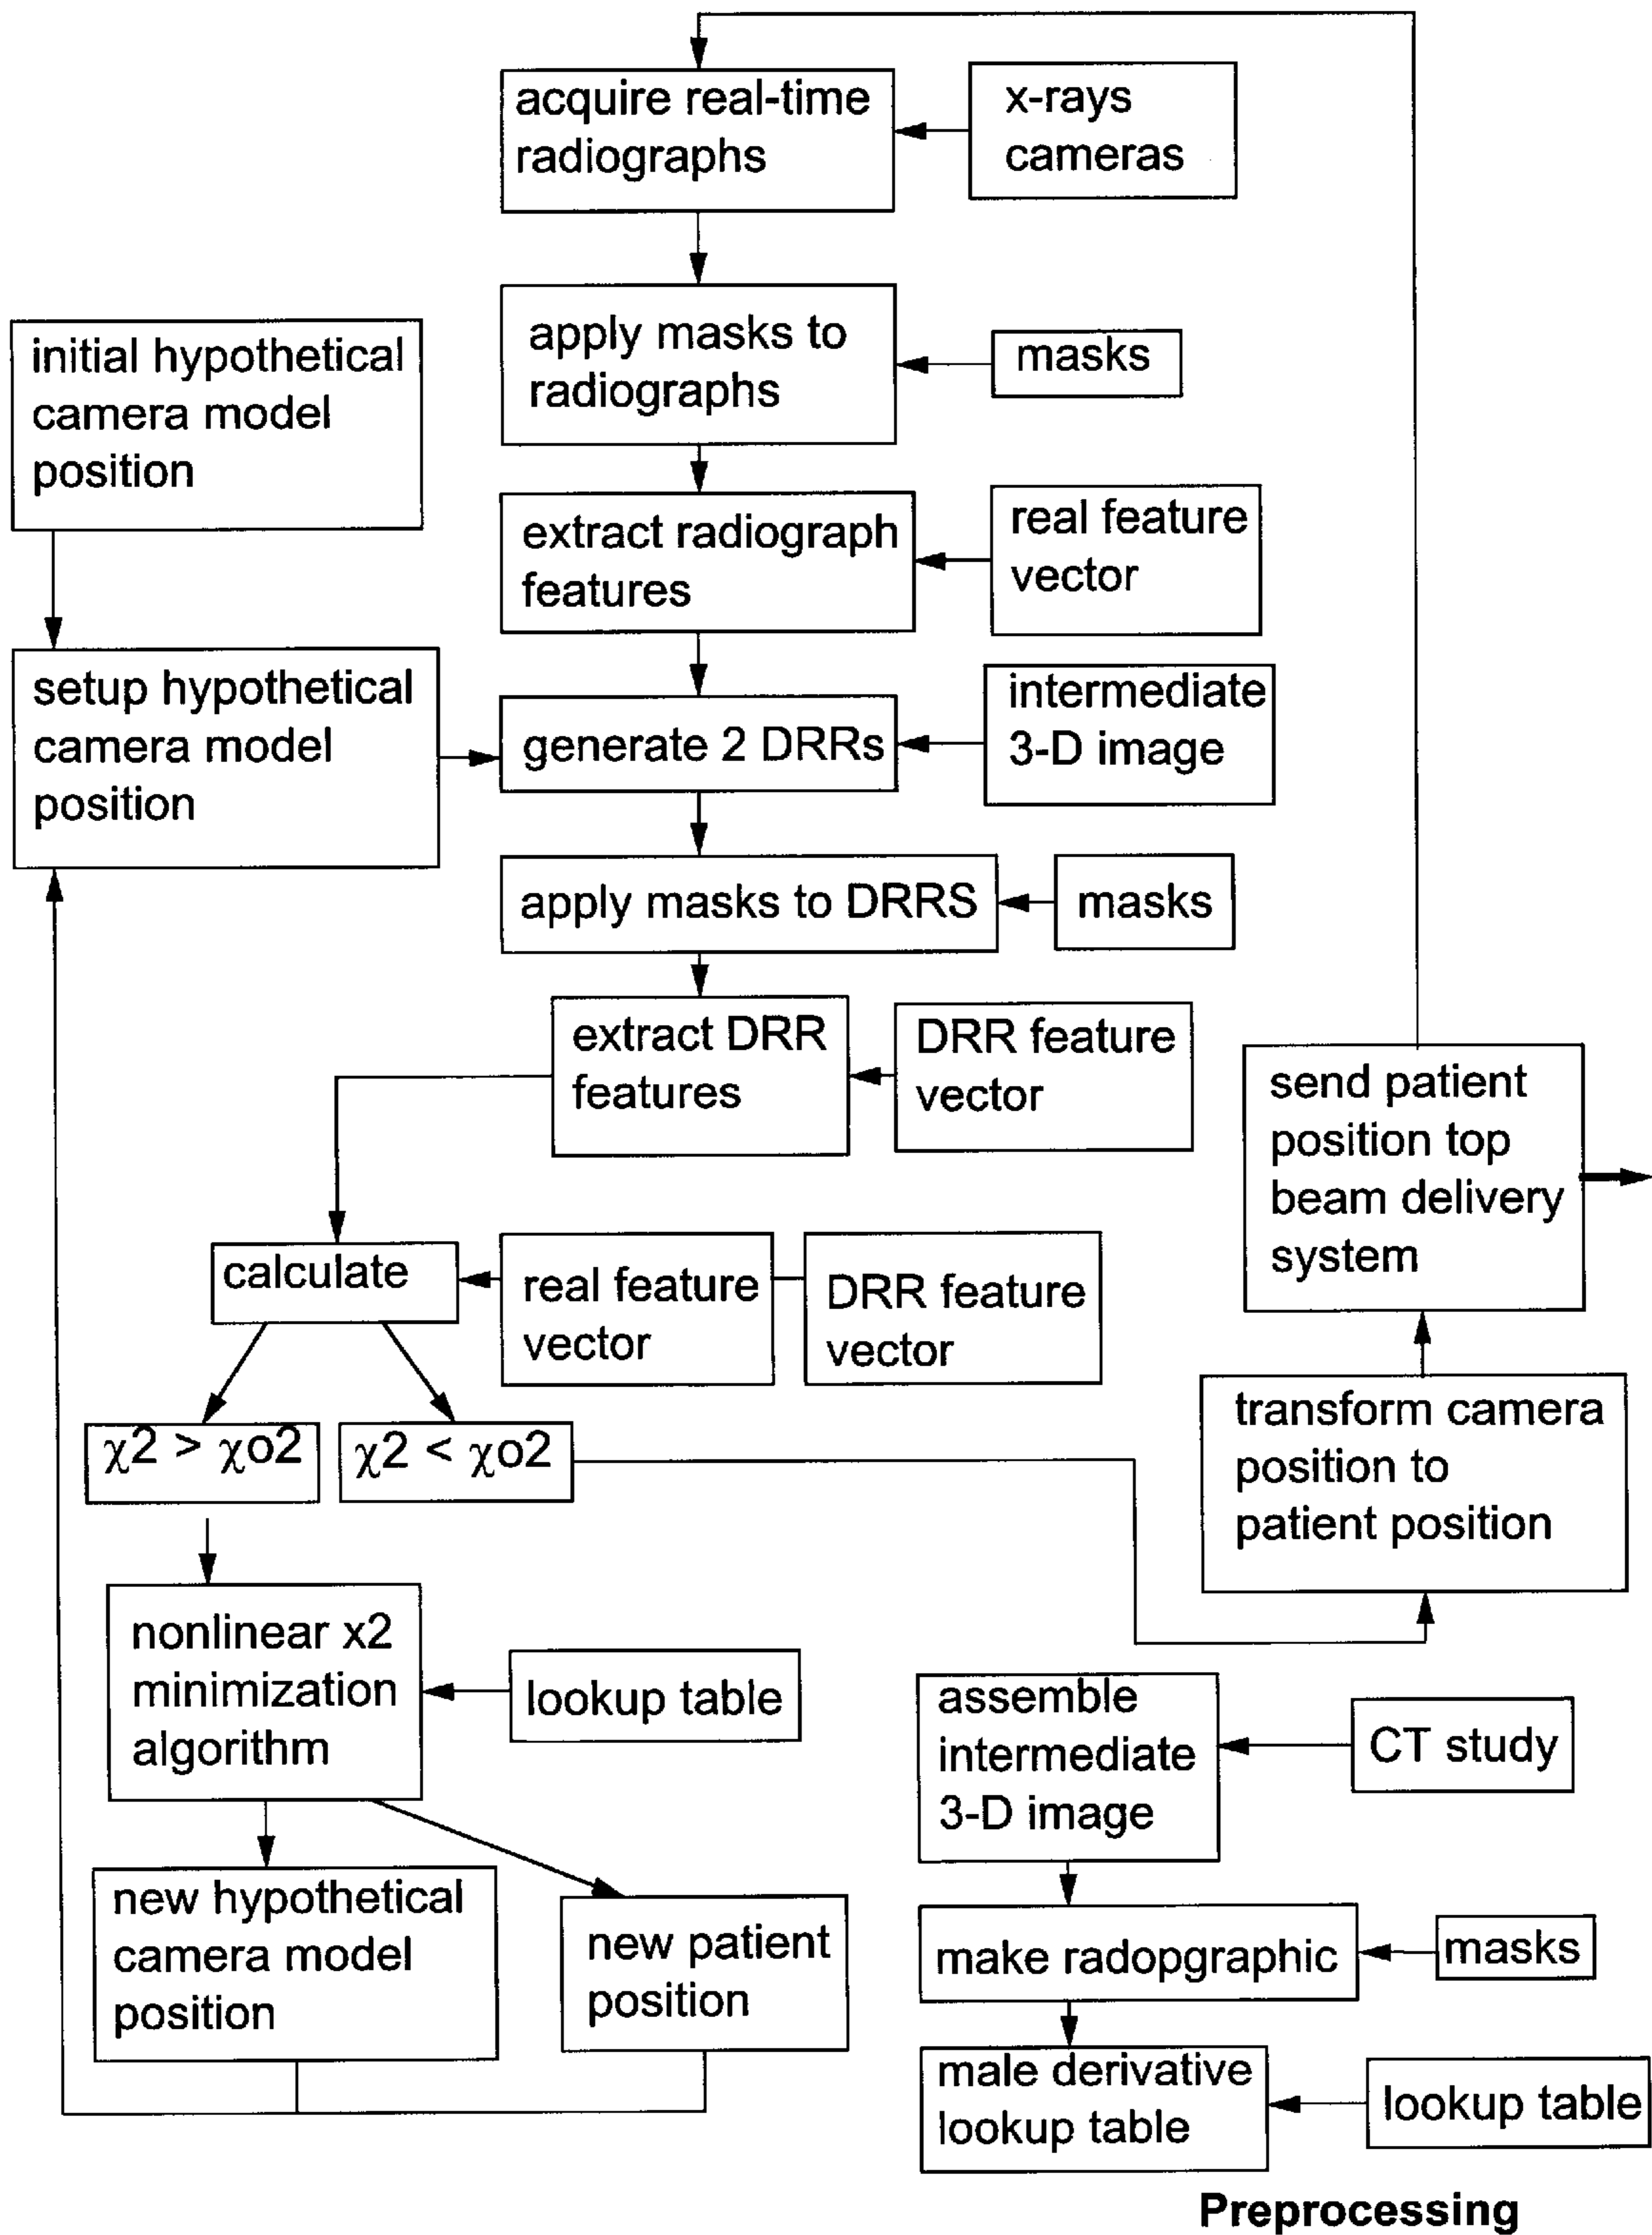 acquire real-time
radiographs
x-rays
cameras
apply masks to
radiographs
masks
initial hypothetical
camera model
position
extract radiograph
features
real feature
vector
setup hypothetical
camera model
position
generate 2 DRRs
intermediate
3-D image
apply masks to DRRS
masks
extract DRR
features
DRR feature
vector
send patient
position top
beam delivery
system
calculate
real feature
vector
DRR feature
vector
χ2 > χo2
χ2 < χo2
transform camera
position to
patient position
nonlinear x2
minimization
algorithm
lookup table
new hypothetical
camera model
position
new patient
position
assemble
intermediate
3-D image
CT study
make radopgraphic
masks
male derivative
lookup table
lookup table
Preprocessing